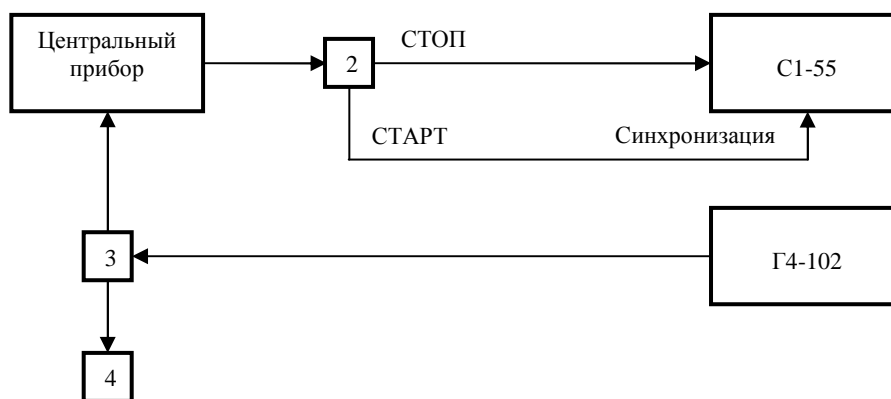 Центральный
прибор
2
СТОП
С1-55
СТАРТ
Синхронизация
3
Г4-102
4